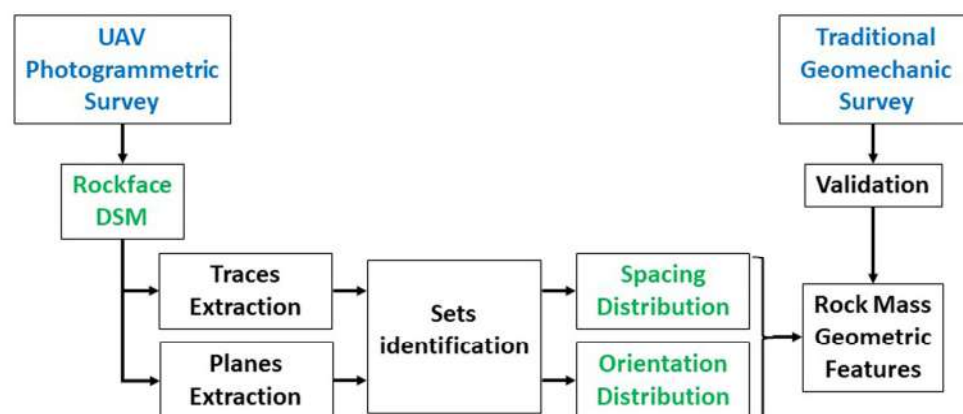 UAV
Photogrammetric
Survey
Traditional
Geomechanic
Survey
Rockface
DSM
Validation
Traces
Extraction
Sets
identification
Spacing
Distribution
Rock Mass
Geometric
Features
Planes
Extraction
Orientation
Distribution